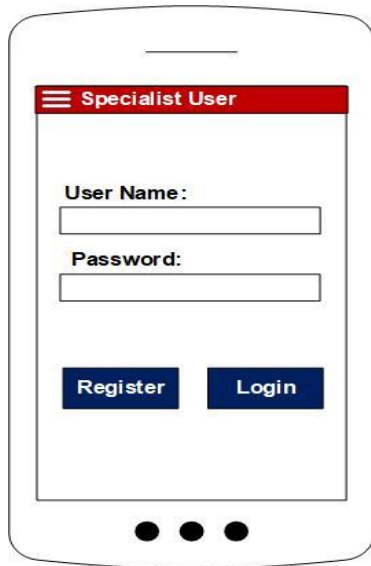 Specialist User
User Name:
Password:
Register
Login